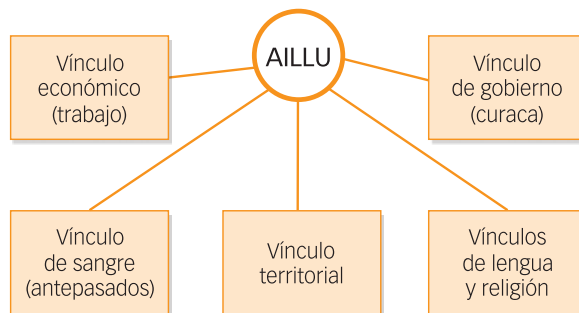 AILLU
Vínculo
económico
(trabajo)
Vínculo
de gobierno
(curaca)
Vínculo
de sangre
(antepasados)
Vínculo
territorial
Vínculos
de lengua
y religión